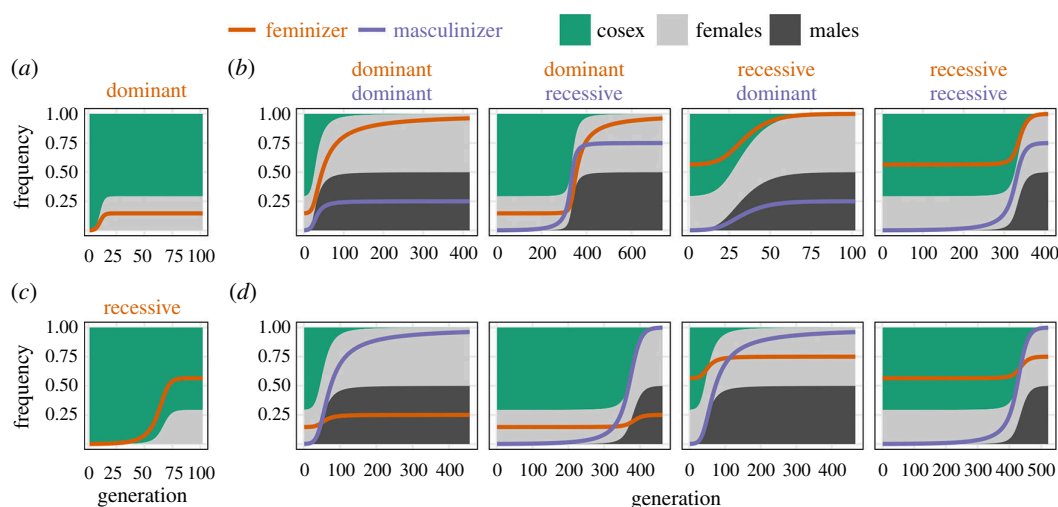 feminizer masculinizer cosex females males
(a) (b)
dominant
dominant dominant recessive recessive
dominant recessive dominant recessive
frequency
1.00
0.75
0.50
0.25
0 25 50 75 100
0 100 200 300 400
0 200 400 600
0 25 50 75 100
0 100 200 300 400
(c) (d)
recessive
frequency
1.00
0.75
0.50
0.25
0 25 50 75 100
0 100 200 300 400
0 100 200 300 400
0 100 200 300 400
0 100 200 300 400 500
generation generation